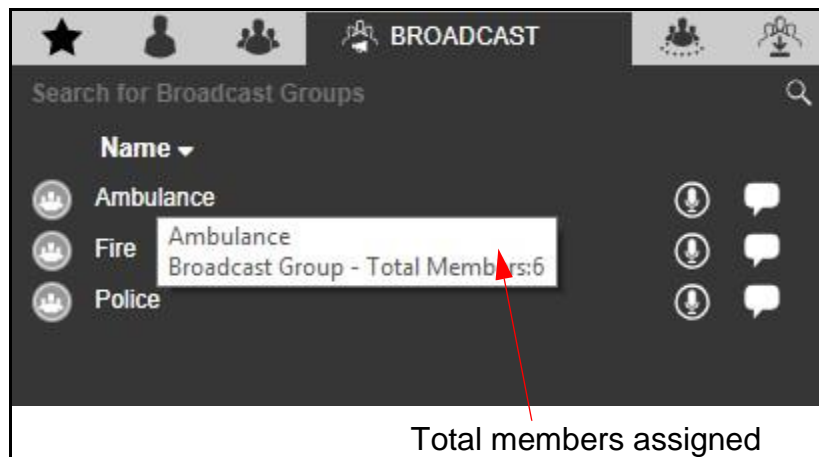 BROADCAST
Search for Broadcast Groups
Name
Ambulance
Fire
Ambulance
Broadcast Group - Total Members:6
Police
Total members assigned